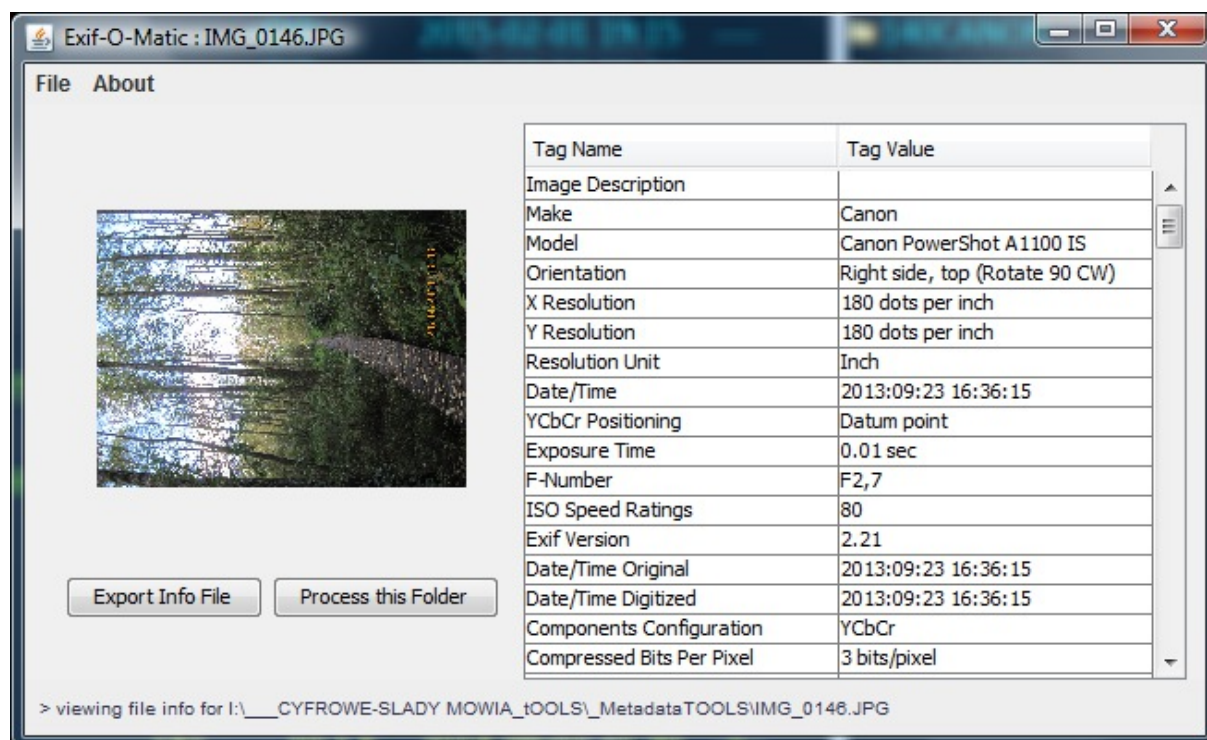 Exif-O-Matic : IMG_0146.JPG
File About
Tag Name Tag Value
Image Description
Make Canon
Model Canon PowerShot A1100 IS
Orientation Right side, top (Rotate 90 CW)
X Resolution 180 dots per inch
Y Resolution 180 dots per inch
Resolution Unit Inch
Date/Time 2013:09:23 16:36:15
YCbCr Positioning Datum point
Exposure Time 0.01 sec
F-Number F2,7
ISO Speed Ratings 80
Exif Version 2.21
Date/Time Original 2013:09:23 16:36:15
Date/Time Digitized 2013:09:23 16:36:15
Components Configuration YCbCr
Compressed Bits Per Pixel 3 bits/pixel
Export Info File Process this Folder
> viewing file info for I:\___CYFROWE-SLADY MOWIA_tOOLS\_MetadataTOOLS\IMG_0146.JPG